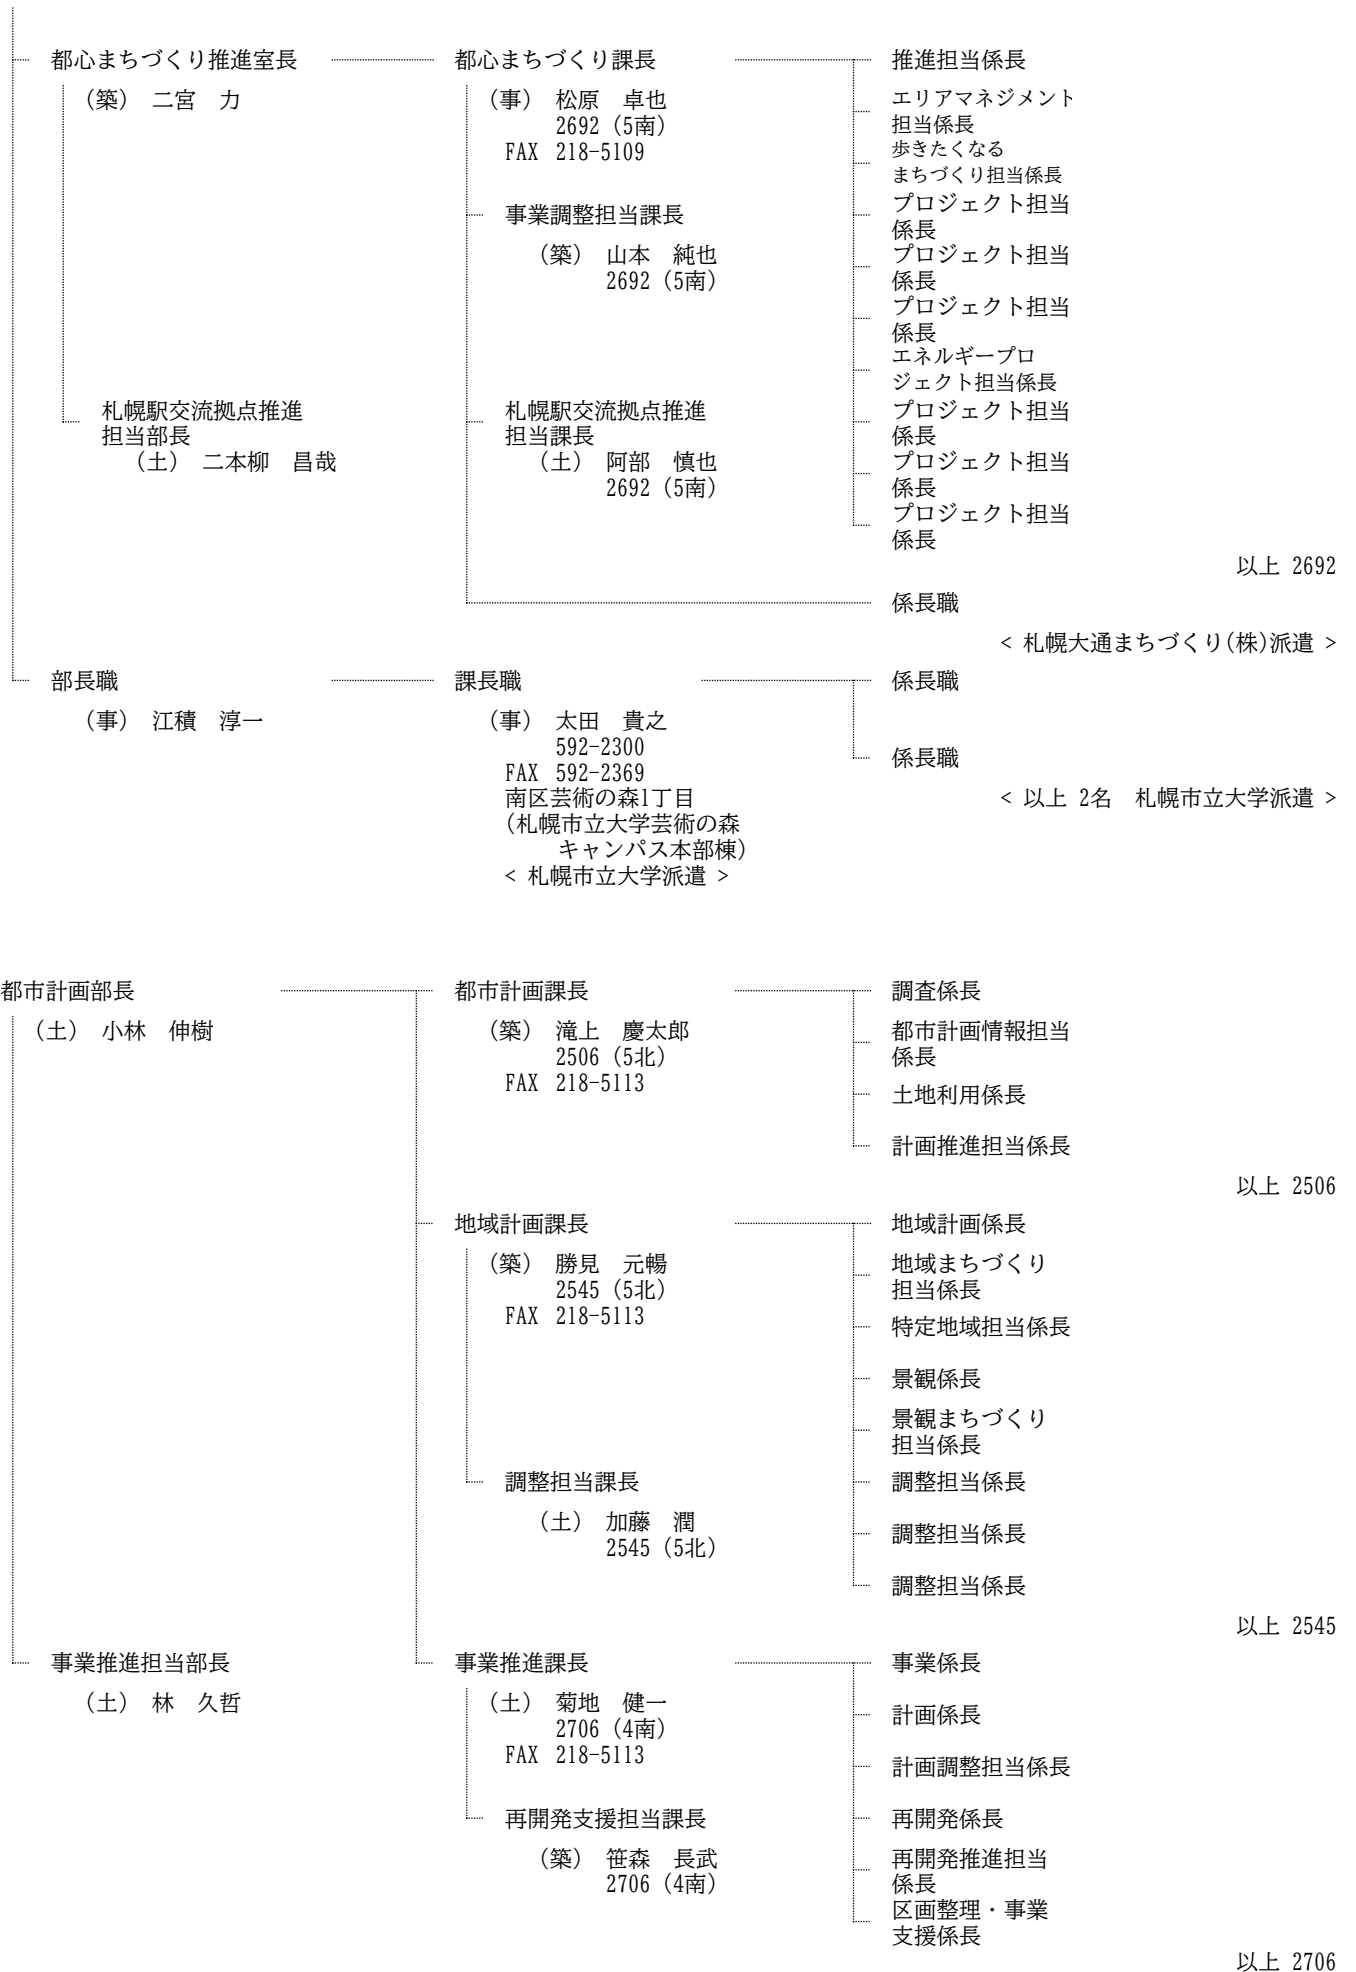 都心まちづくり推進室長
（築） 二宮　力
札幌駅交流拠点推進
担当部長
（土） 二本柳　昌哉
都心まちづくり課長
（事） 松原　卓也
2692（5南）
FAX 218-5109
事業調整担当課長
（築） 山本　純也
2692（5南）
札幌駅交流拠点推進
担当課長
（土） 阿部　慎也
2692（5南）
推進担当係長
エリアマネジメント
担当係長
歩きたくなる
まちづくり担当係長
プロジェクト担当
係長
プロジェクト担当
係長
プロジェクト担当
係長
エネルギープロ
ジェクト担当係長
プロジェクト担当
係長
プロジェクト担当
係長
プロジェクト担当
係長
以上 2692
係長職
< 札幌大通まちづくり(株)派遣 >
部長職
（事） 江積　淳一
課長職
（事） 太田　貴之
592-2300
FAX 592-2369
南区芸術の森1丁目
（札幌市立大学芸術の森
キャンパス本部棟）
< 札幌市立大学派遣 >
係長職
係長職
< 以上 2名　札幌市立大学派遣 >
都市計画部長
（土） 小林　伸樹
都市計画課長
（築） 滝上　慶太郎
2506（5北）
FAX 218-5113
調査係長
都市計画情報担当
係長
土地利用係長
計画推進担当係長
以上 2506
地域計画課長
（築） 勝見　元暢
2545（5北）
FAX 218-5113
調整担当課長
（土） 加藤　潤
2545（5北）
地域計画係長
地域まちづくり
担当係長
特定地域担当係長
景観係長
景観まちづくり
担当係長
調整担当係長
調整担当係長
調整担当係長
以上 2545
事業推進担当部長
（土） 林　久哲
事業推進課長
（土） 菊地　健一
2706（4南）
FAX 218-5113
再開発支援担当課長
（築） 笹森　長武
2706（4南）
事業係長
計画係長
計画調整担当係長
再開発係長
再開発推進担当
係長
区画整理・事業
支援係長
以上 2706